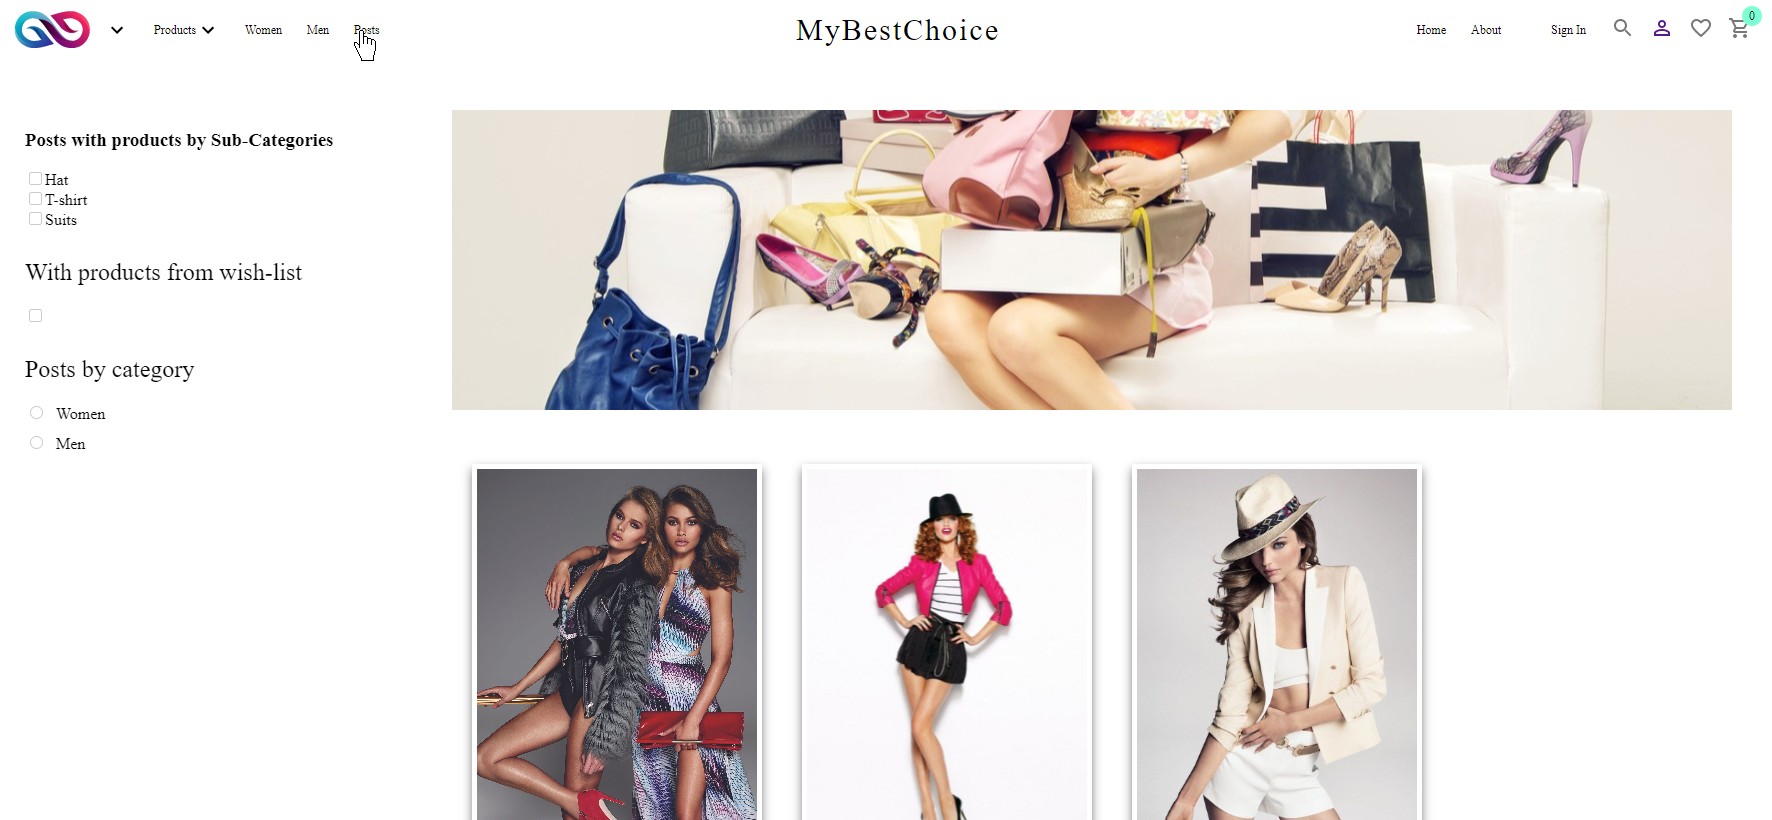 Products Women Men Posts MyBestChoice Home About Sign In 0
Posts with products by Sub-Categories
Hat
T-shirt
Suits
With products from wish-list
Posts by category
Women
Men